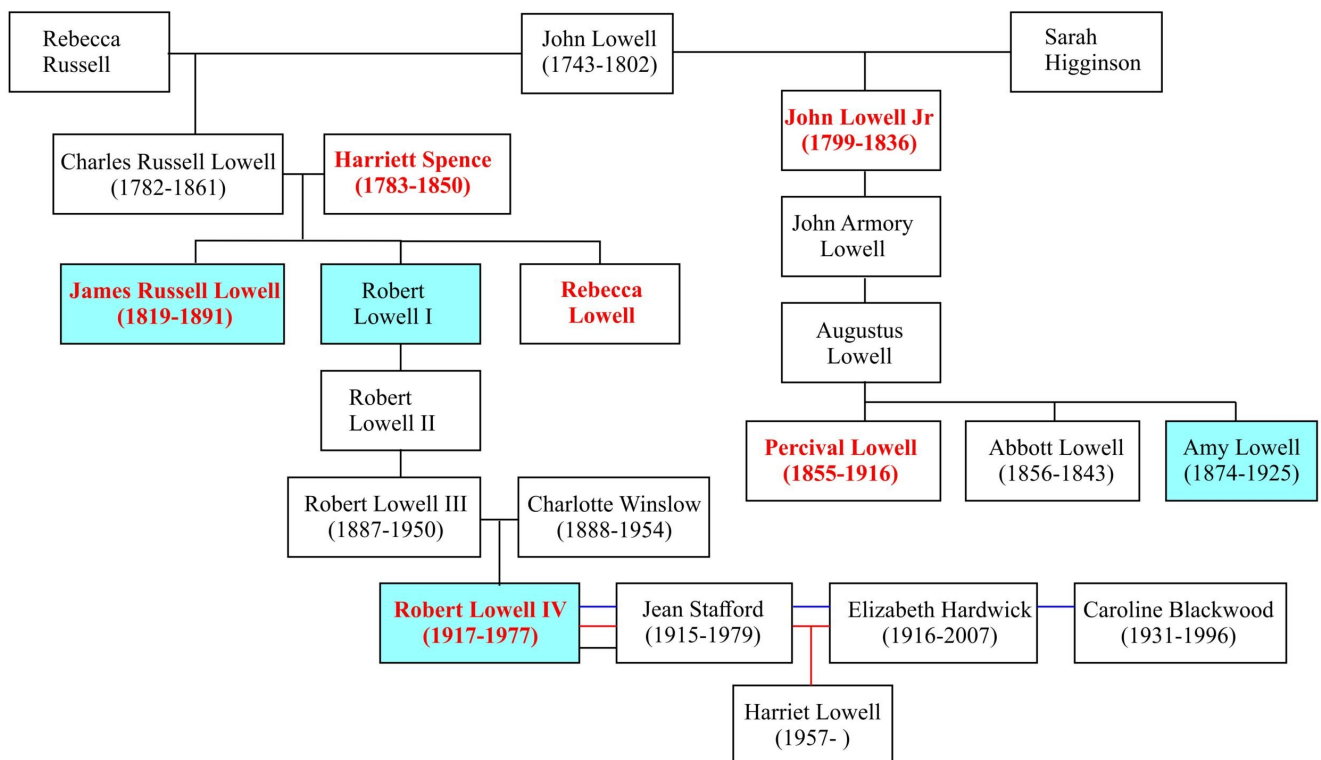 Rebecca
Russell
John Lowell
(1743-1802)
Sarah
Higginson
John Lowell Jr
(1799-1836)
Charles Russell Lowell
(1782-1861)
Harriett Spence
(1783-1850)
John Armory
Lowell
James Russell Lowell
(1819-1891)
Robert
Lowell I
Rebecca
Lowell
Augustus
Lowell
Robert
Lowell II
Percival Lowell
(1855-1916)
Abbott Lowell
(1856-1843)
Amy Lowell
(1874-1925)
Robert Lowell III
(1887-1950)
Charlotte Winslow
(1888-1954)
Robert Lowell IV
(1917-1977)
Jean Stafford
(1915-1979)
Elizabeth Hardwick
(1916-2007)
Caroline Blackwood
(1931-1996)
Harriet Lowell
(1957- )